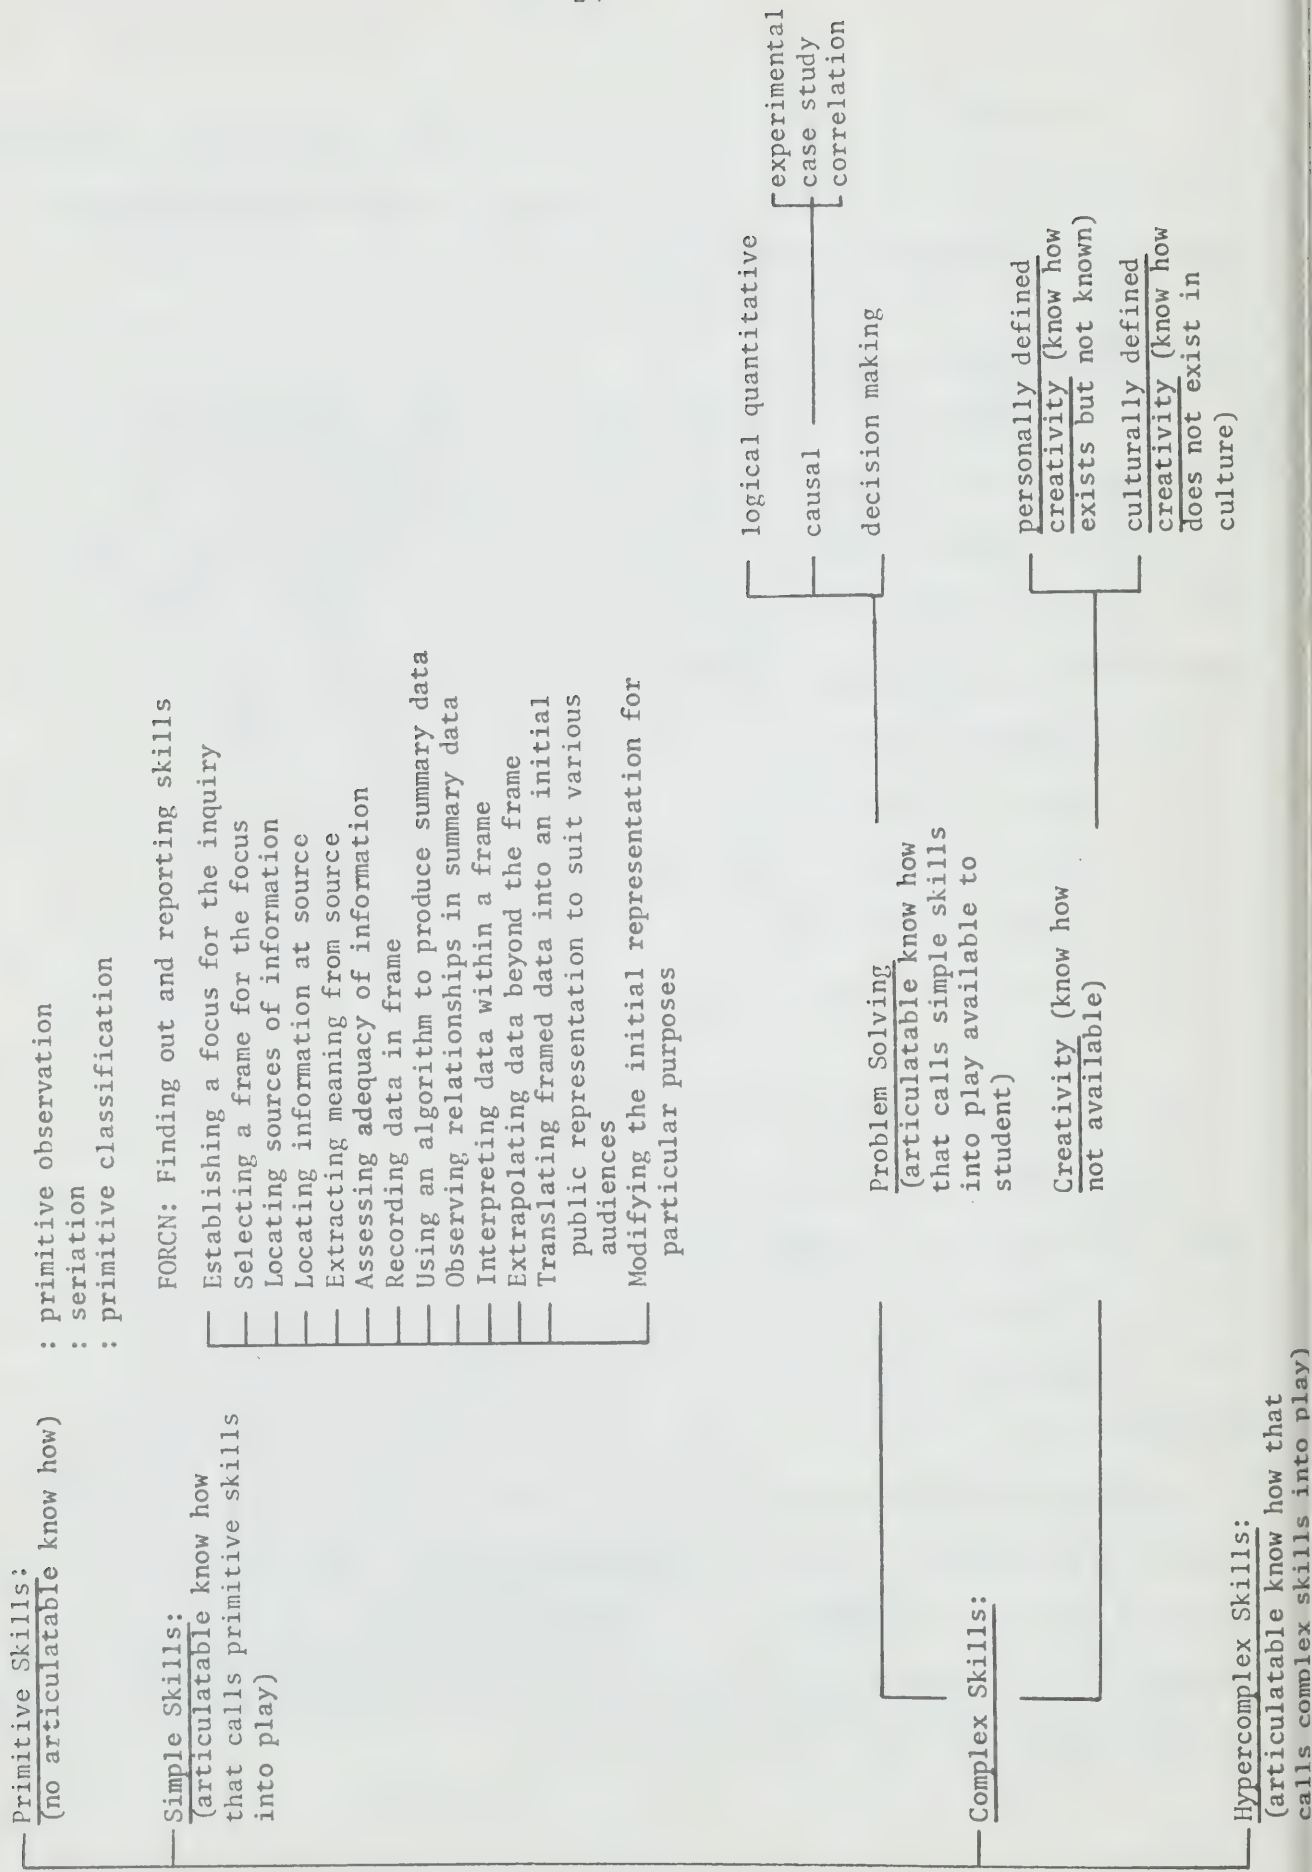 Primitive Skills:
(no articulatable know how)
: primitive observation
: seriation
: primitive classification
Simple Skills:
(articulatable know how
that calls primitive skills
into play)
FORCN: Finding out and reporting skills
Establishing a focus for the inquiry
Selecting a frame for the focus
Locating sources of information
Locating information at source
Extracting meaning from source
Assessing adequacy of information
Recording data in frame
Using an algorithm to produce summary data
Observing relationships in summary data
Interpreting data within a frame
Extrapolating data beyond the frame
Translating framed data into an initial
public representation to suit various
audiences
Modifying the initial representation for
particular purposes
Complex Skills:
Problem Solving
(articulatable know how
that calls simple skills
into play available to
student)
logical quantitative
causal
experimental
case study
correlation
decision making
Creativity (know how
not available)
personally defined
creativity (know how
exists but not known)
culturally defined
creativity (know how
does not exist in
culture)
Hypercomplex Skills:
(articulatable know how that
calls complex skills into play)